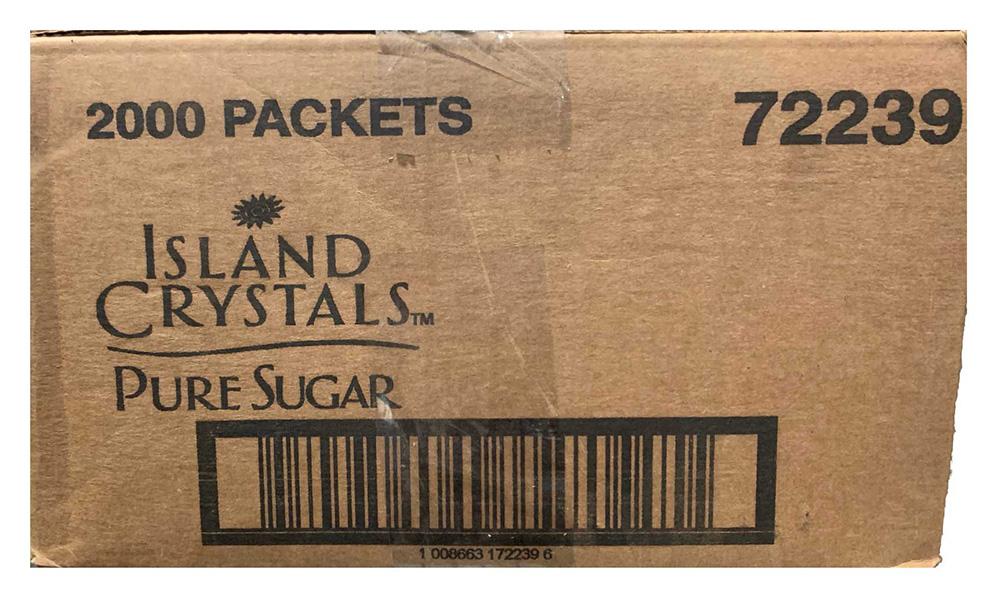 2000 PACKETS
72239
ISLAND
CRYSTALS™
PURE SUGAR
1 008663 172239 6